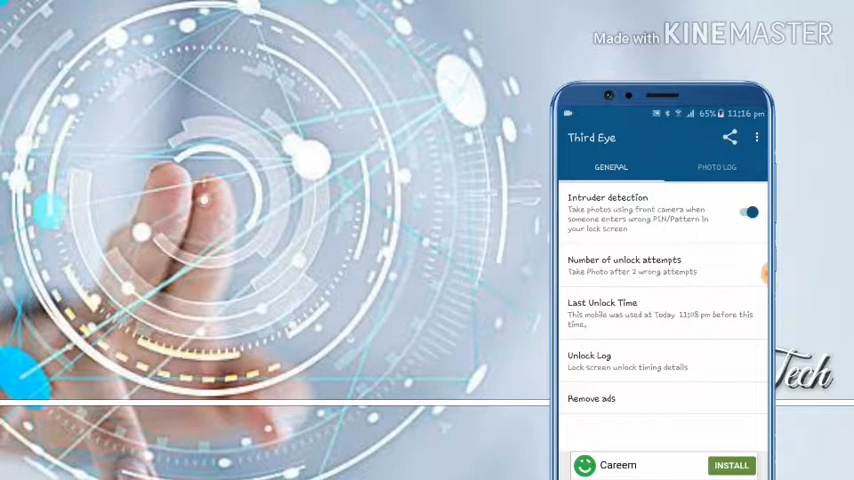 Made with KINEMASTER
65% 11:16 pm
Third Eye
GENERAL
PHOTO LOG
Intruder detection
Take photos using front camera when
someone enters wrong PIN/Pattern in
your lock screen
Number of unlock attempts
Take Photo after 2 wrong attempts
Last Unlock Time
This mobile was used at Today 11:08 pm before this
time.
Unlock Log
Lock screen unlock timing details
Remove ads
Tech
Careem
INSTALL